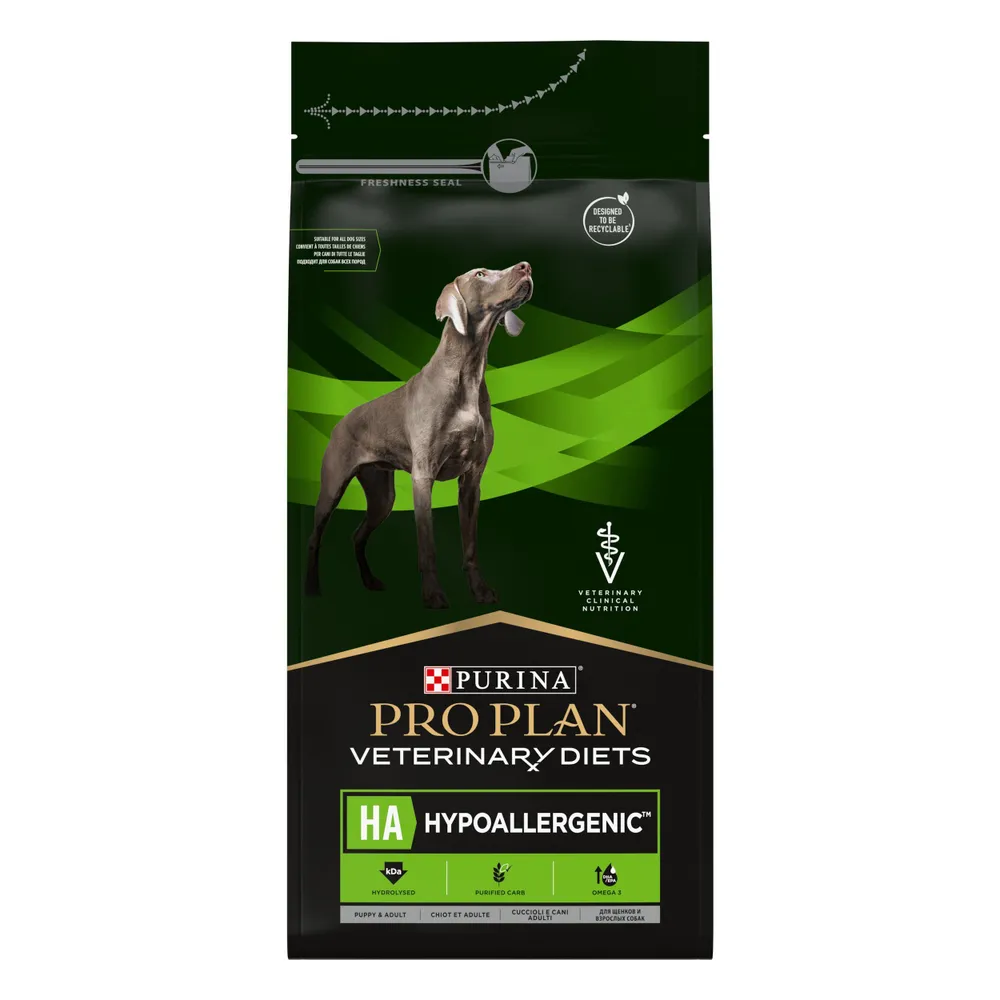 FRESHNESS SEAL
DESIGNED
TO BE
RECYCLABLE
SUITABLE FOR ALL DOG SIZES
CONVIENT À TOUTES TAILLES DE CHIENS
PER CANI DI TUTTE LE TAGLIE
ПОДХОДИТ ДЛЯ СОБАК ВСЕХ ПОРОД
V
VETERINARY
CLINICAL
NUTRITION
PURINA®
PRO PLAN®
VETERINARY DIETS
HA HYPOALLERGENIC™
kDa
HYDROLYSED
PURIFIED CARB
DHA
/EPA
OMEGA 3
PUPPY & ADULT
CHIOT ET ADULTE
CUCCIOLI E CANI
ADULTI
ДЛЯ ЩЕНКОВ И
ВЗРОСЛЫХ СОБАК